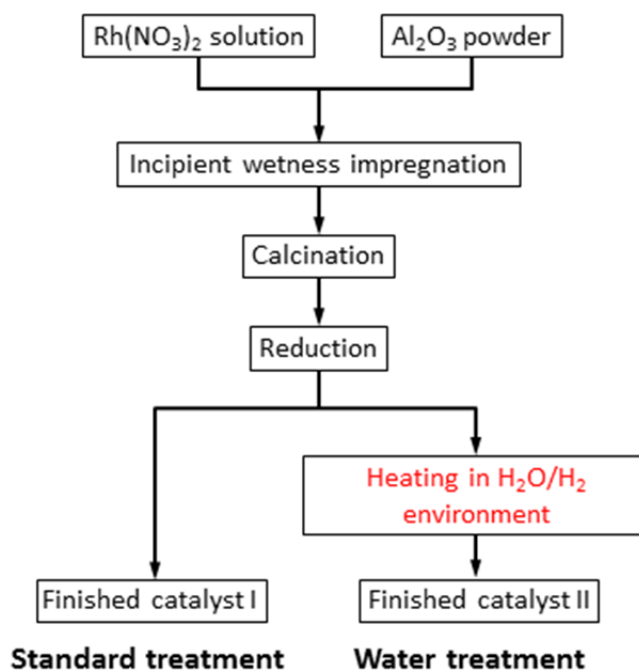 Rh(NO₃)₂ solution
Al₂O₃ powder
Incipient wetness impregnation
Calcination
Reduction
Heating in H₂O/H₂
environment
Finished catalyst I
Finished catalyst II
Standard treatment
Water treatment